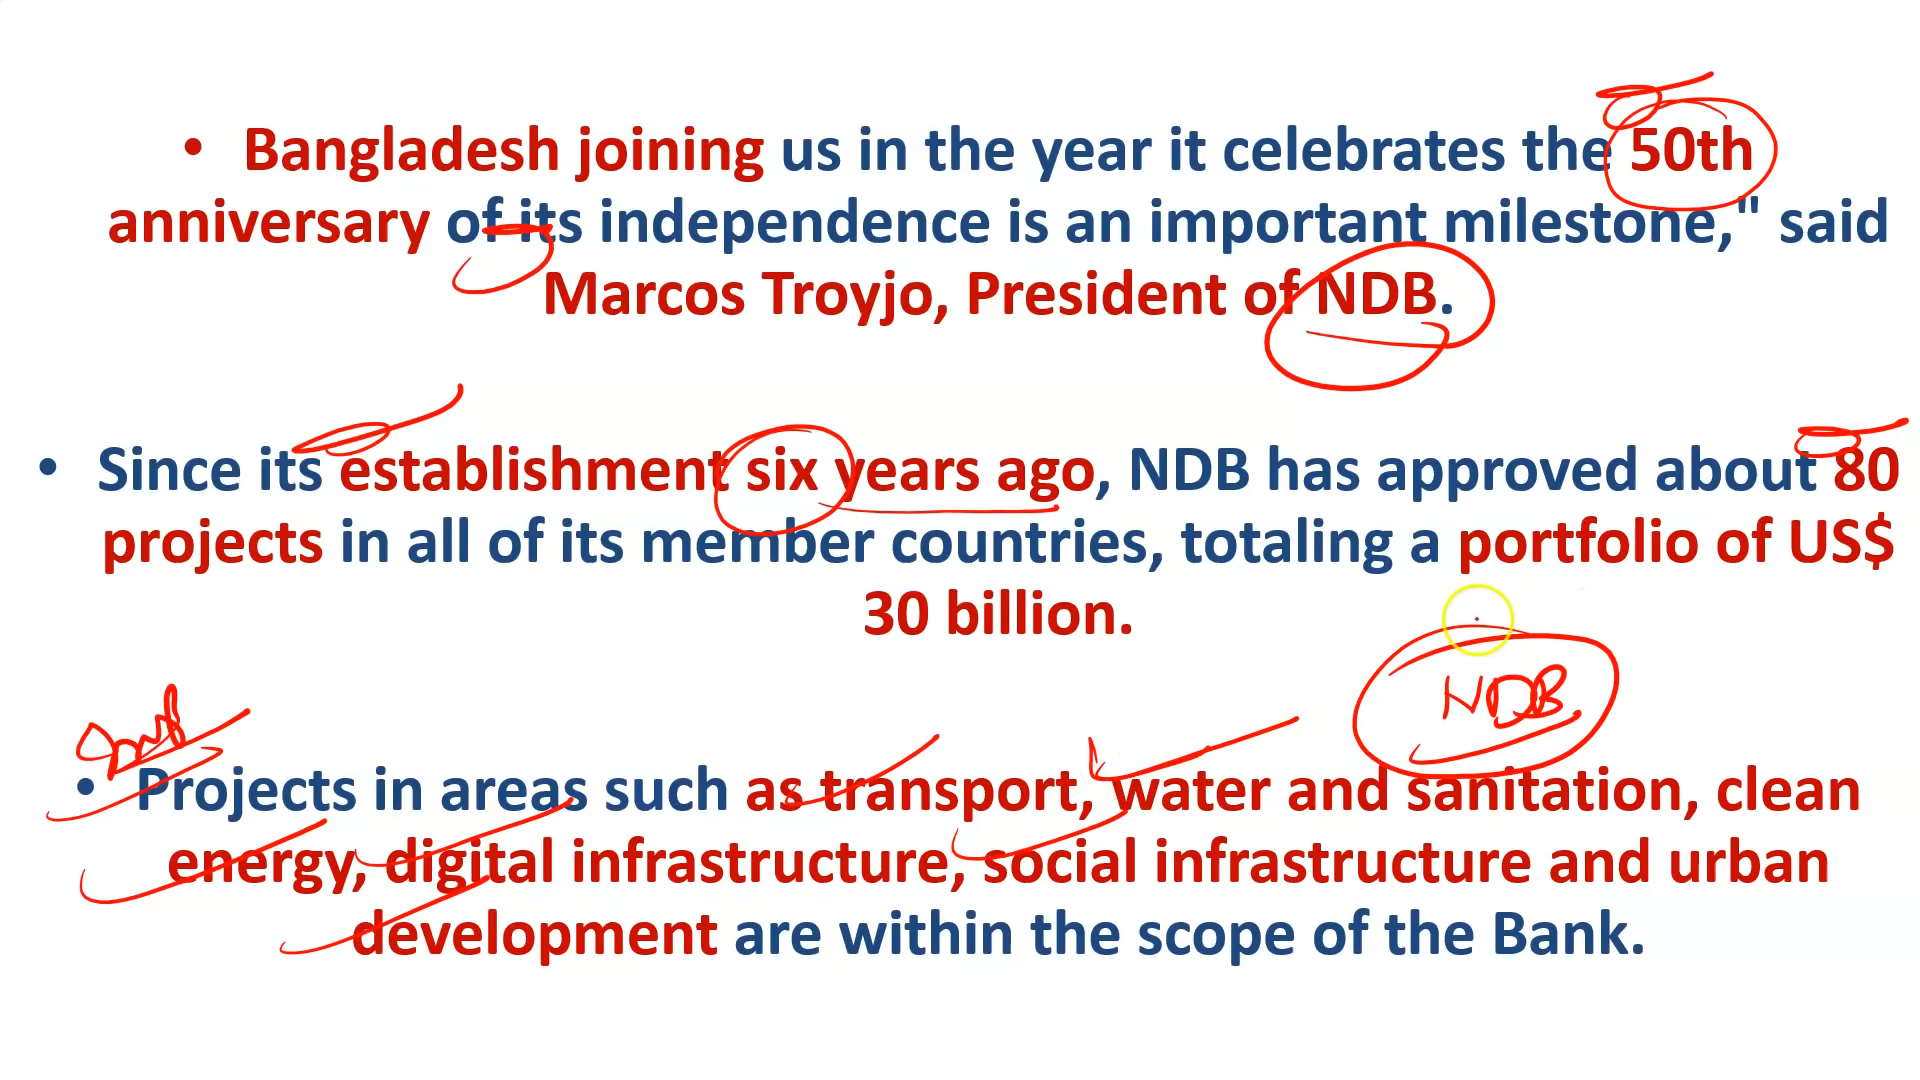 • Bangladesh joining us in the year it celebrates the 50th
anniversary of its independence is an important milestone," said
Marcos Troyjo, President of NDB.
• Since its establishment six years ago, NDB has approved about 80
projects in all of its member countries, totaling a portfolio of US$
30 billion.
NDB
• Projects in areas such as transport, water and sanitation, clean
energy, digital infrastructure, social infrastructure and urban
development are within the scope of the Bank.